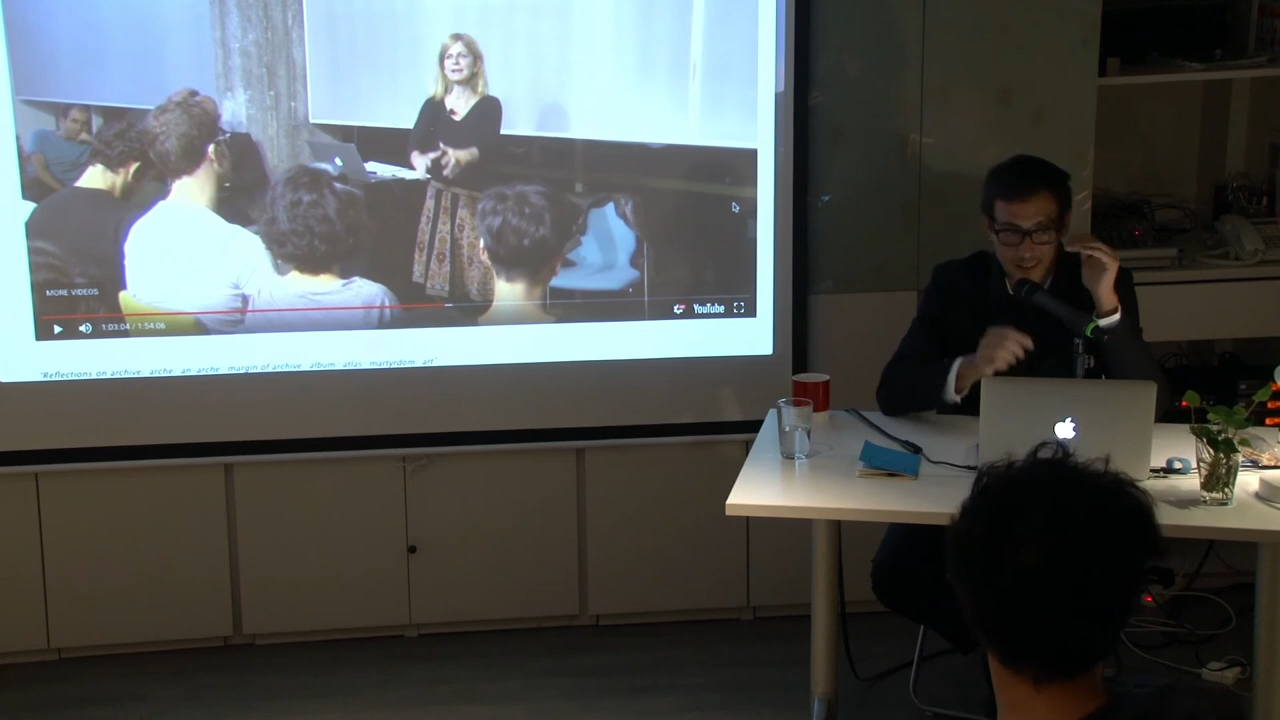 MORE VIDEOS
YouTube
1:03:04 / 1:54:06
"Reflections on archive: arche: an-arche: margin of archive: album: atlas: martyrdom: art"